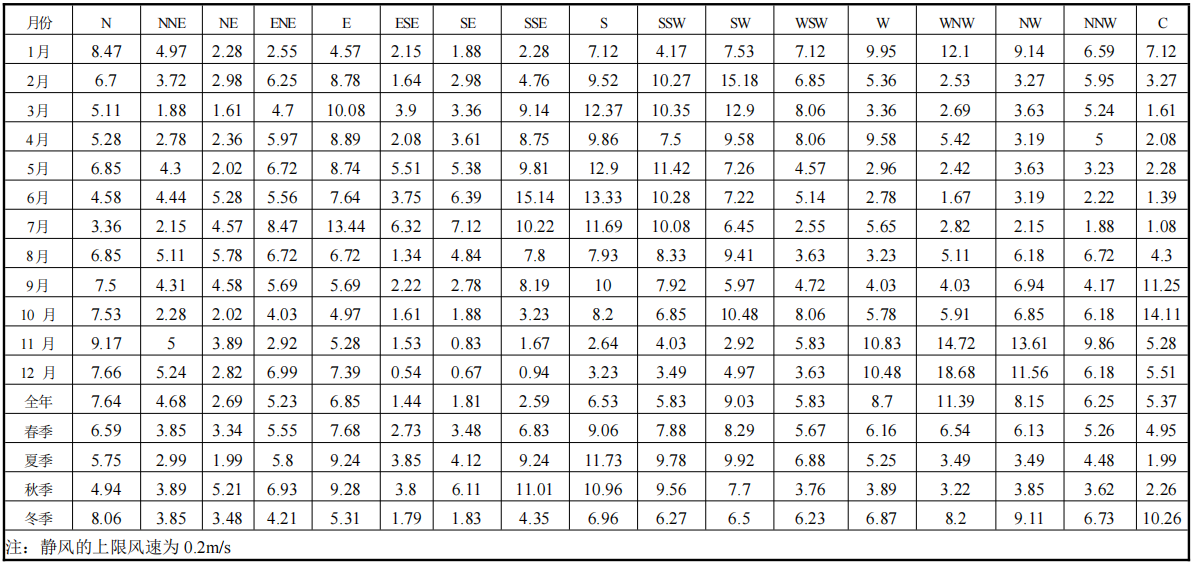 月份 N NNE NE ENE E ESE SE SSE S SSW SW WSW W WNW NW NNW C
1月 8.47 4.97 2.28 2.55 4.57 2.15 1.88 2.28 7.12 4.17 7.53 7.12 9.95 12.1 9.14 6.59 7.12
2月 6.7 3.72 2.98 6.25 8.78 1.64 2.98 4.76 9.52 10.27 15.18 6.85 5.36 2.53 3.27 5.95 3.27
3月 5.11 1.88 1.61 4.7 10.08 3.9 3.36 9.14 12.37 10.35 12.9 8.06 3.36 2.69 3.63 5.24 1.61
4月 5.28 2.78 2.36 5.97 8.89 2.08 3.61 8.75 9.86 7.5 9.58 8.06 9.58 5.42 3.19 5 2.08
5月 6.85 4.3 2.02 6.72 8.74 5.51 5.38 9.81 12.9 11.42 7.26 4.57 2.96 2.42 3.63 3.23 2.28
6月 4.58 4.44 5.28 5.56 7.64 3.75 6.39 15.14 13.33 10.28 7.22 5.14 2.78 1.67 3.19 2.22 1.39
7月 3.36 2.15 4.57 8.47 13.44 6.32 7.12 10.22 11.69 10.08 6.45 2.55 5.65 2.82 2.15 1.88 1.08
8月 6.85 5.11 5.78 6.72 6.72 1.34 4.84 7.8 7.93 8.33 9.41 3.63 3.23 5.11 6.18 6.72 4.3
9月 7.5 4.31 4.58 5.69 5.69 2.22 2.78 8.19 10 7.92 5.97 4.72 4.03 4.03 6.94 4.17 11.25
10 月 7.53 2.28 2.02 4.03 4.97 1.61 1.88 3.23 8.2 6.85 10.48 8.06 5.78 5.91 6.85 6.18 14.11
11 月 9.17 5 3.89 2.92 5.28 1.53 0.83 1.67 2.64 4.03 2.92 5.83 10.83 14.72 13.61 9.86 5.28
12 月 7.66 5.24 2.82 6.99 7.39 0.54 0.67 0.94 3.23 3.49 4.97 3.63 10.48 18.68 11.56 6.18 5.51
全年 7.64 4.68 2.69 5.23 6.85 1.44 1.81 2.59 6.53 5.83 9.03 5.83 8.7 11.39 8.15 6.25 5.37
春季 6.59 3.85 3.34 5.55 7.68 2.73 3.48 6.83 9.06 7.88 8.29 5.67 6.16 6.54 6.13 5.26 4.95
夏季 5.75 2.99 1.99 5.8 9.24 3.85 4.12 9.24 11.73 9.78 9.92 6.88 5.25 3.49 3.49 4.48 1.99
秋季 4.94 3.89 5.21 6.93 9.28 3.8 6.11 11.01 10.96 9.56 7.7 3.76 3.89 3.22 3.85 3.62 2.26
冬季 8.06 3.85 3.48 4.21 5.31 1.79 1.83 4.35 6.96 6.27 6.5 6.23 6.87 8.2 9.11 6.73 10.26
注：静风的上限风速为 0.2m/s